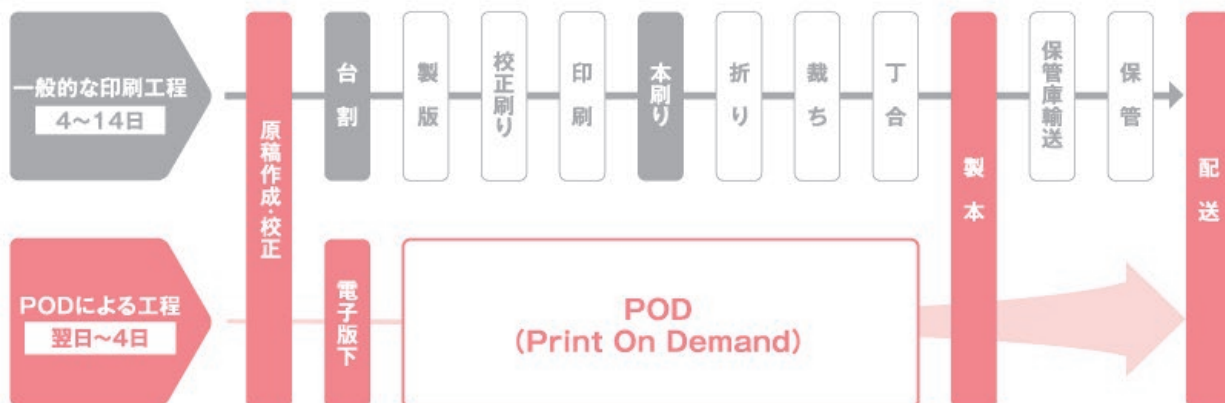 一般的な印刷工程
4〜14日
原稿作成・校正
台割
製版
校正刷り
印刷
本刷り
折り
裁ち
丁合
製本
保管庫輸送
保管
配送
PODによる工程
翌日〜4日
電子版下
POD
(Print On Demand)